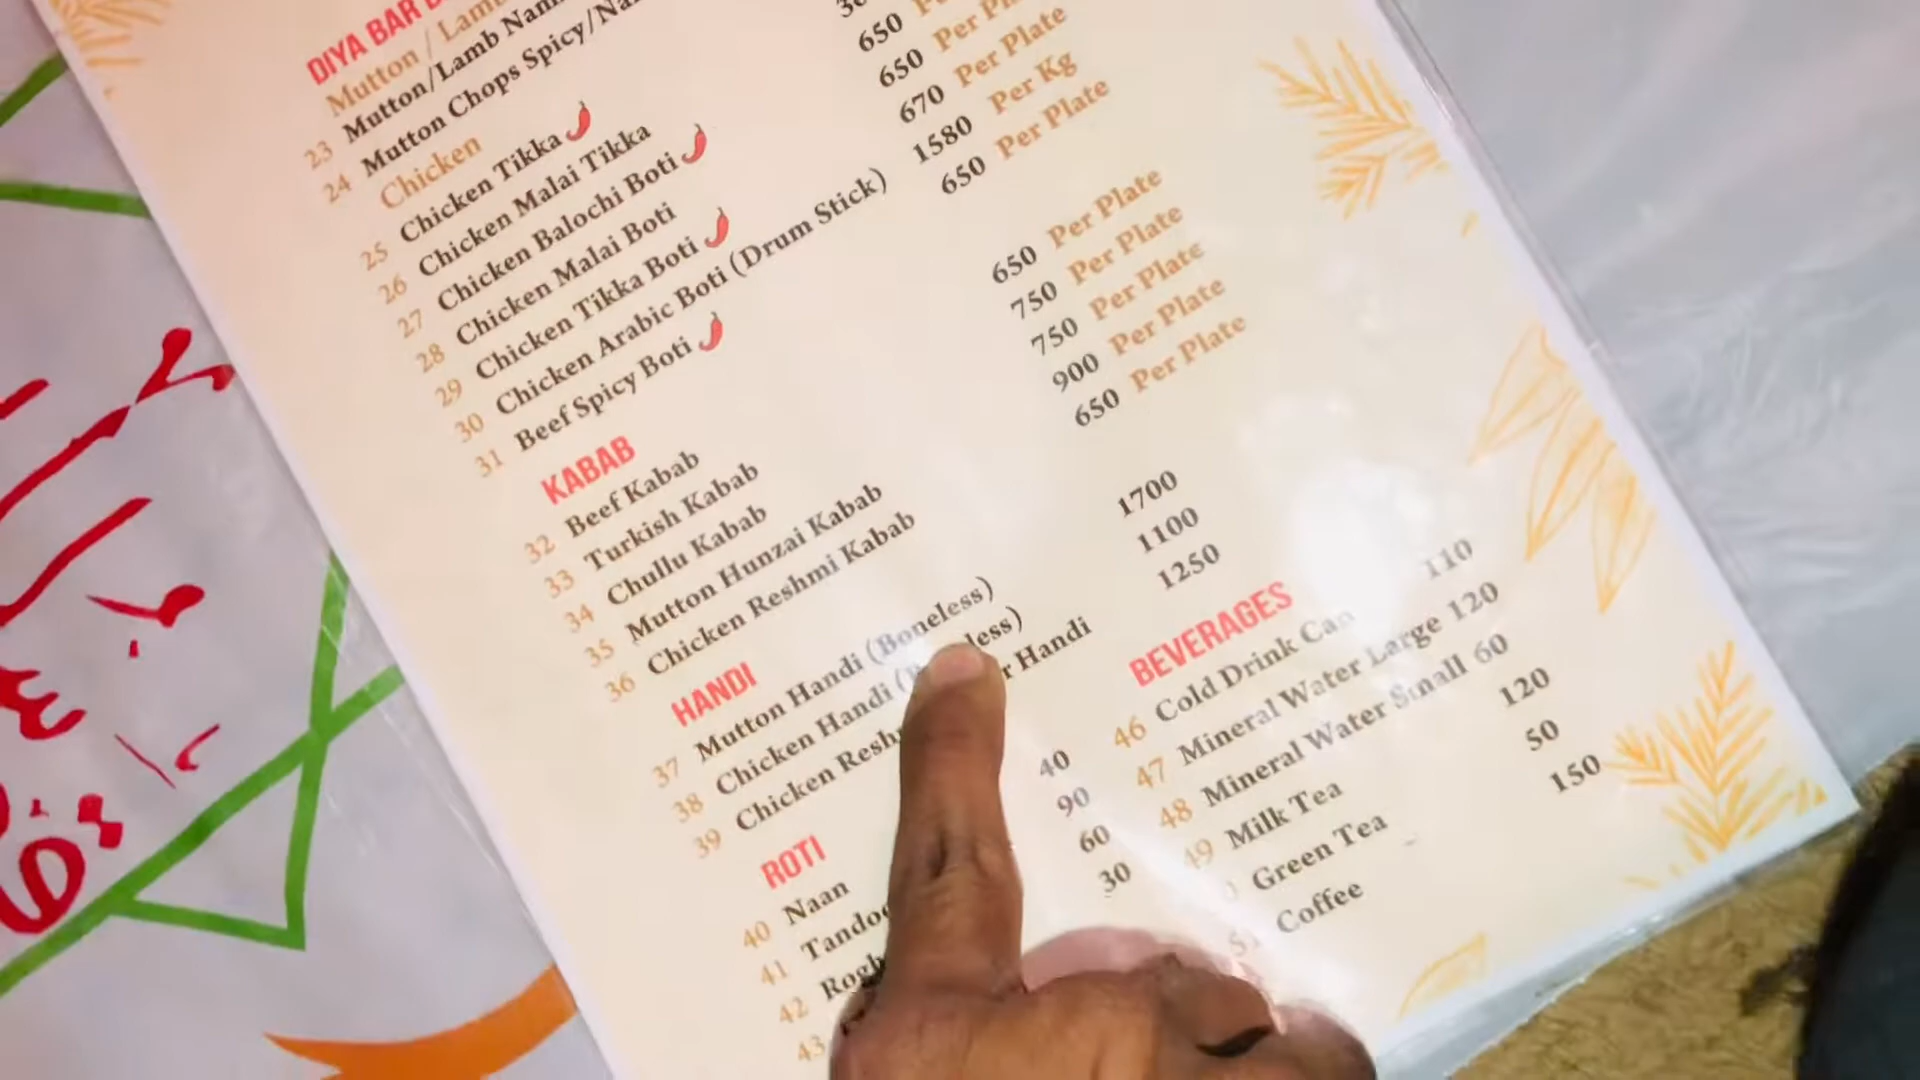 DIYA BAR
Mutton / Lamb
23 Mutton/Lamb
24 Mutton Chops Spicy/
Chicken
25 Chicken Tikka
26 Chicken Malai Tikka
27 Chicken Balochi Boti
28 Chicken Malai Boti
29 Chicken Tikka Boti
30 Chicken Arabic Boti (Drum Stick)
31 Beef Spicy Boti
650
650 Per
670 Per Plate
1580 Per Kg
650 Per Plate
KABAB
32 Beef Kabab 650 Per Plate
33 Turkish Kabab 750 Per Plate
34 Chullu Kabab 750 Per Plate
35 Mutton Hunzai Kabab 900 Per Plate
36 Chicken Reshmi Kabab 650 Per Plate
HANDI
37 Mutton Handi (Boneless) 1700
38 Chicken Handi 1100
39 Chicken Handi 1250
ROTI
40 Naan 40
41 90
42 60
43 30
BEVERAGES
46 Cold Drink Can 110
47 Mineral Water Large 120
48 Mineral Water Small 60
Milk Tea 120
Green Tea 50
Coffee 150